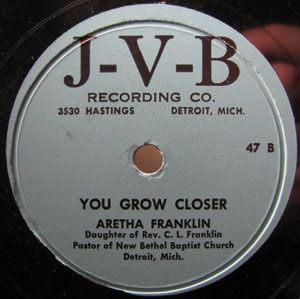 J-V-B
RECORDING CO.
3530 HASTINGS DETROIT, MICH.
47 B
YOU GROW CLOSER
ARETHA FRANKLIN
Daughter of Rev. C. L. Franklin
Pastor of New Bethel Baptist Church
Detroit, Mich.